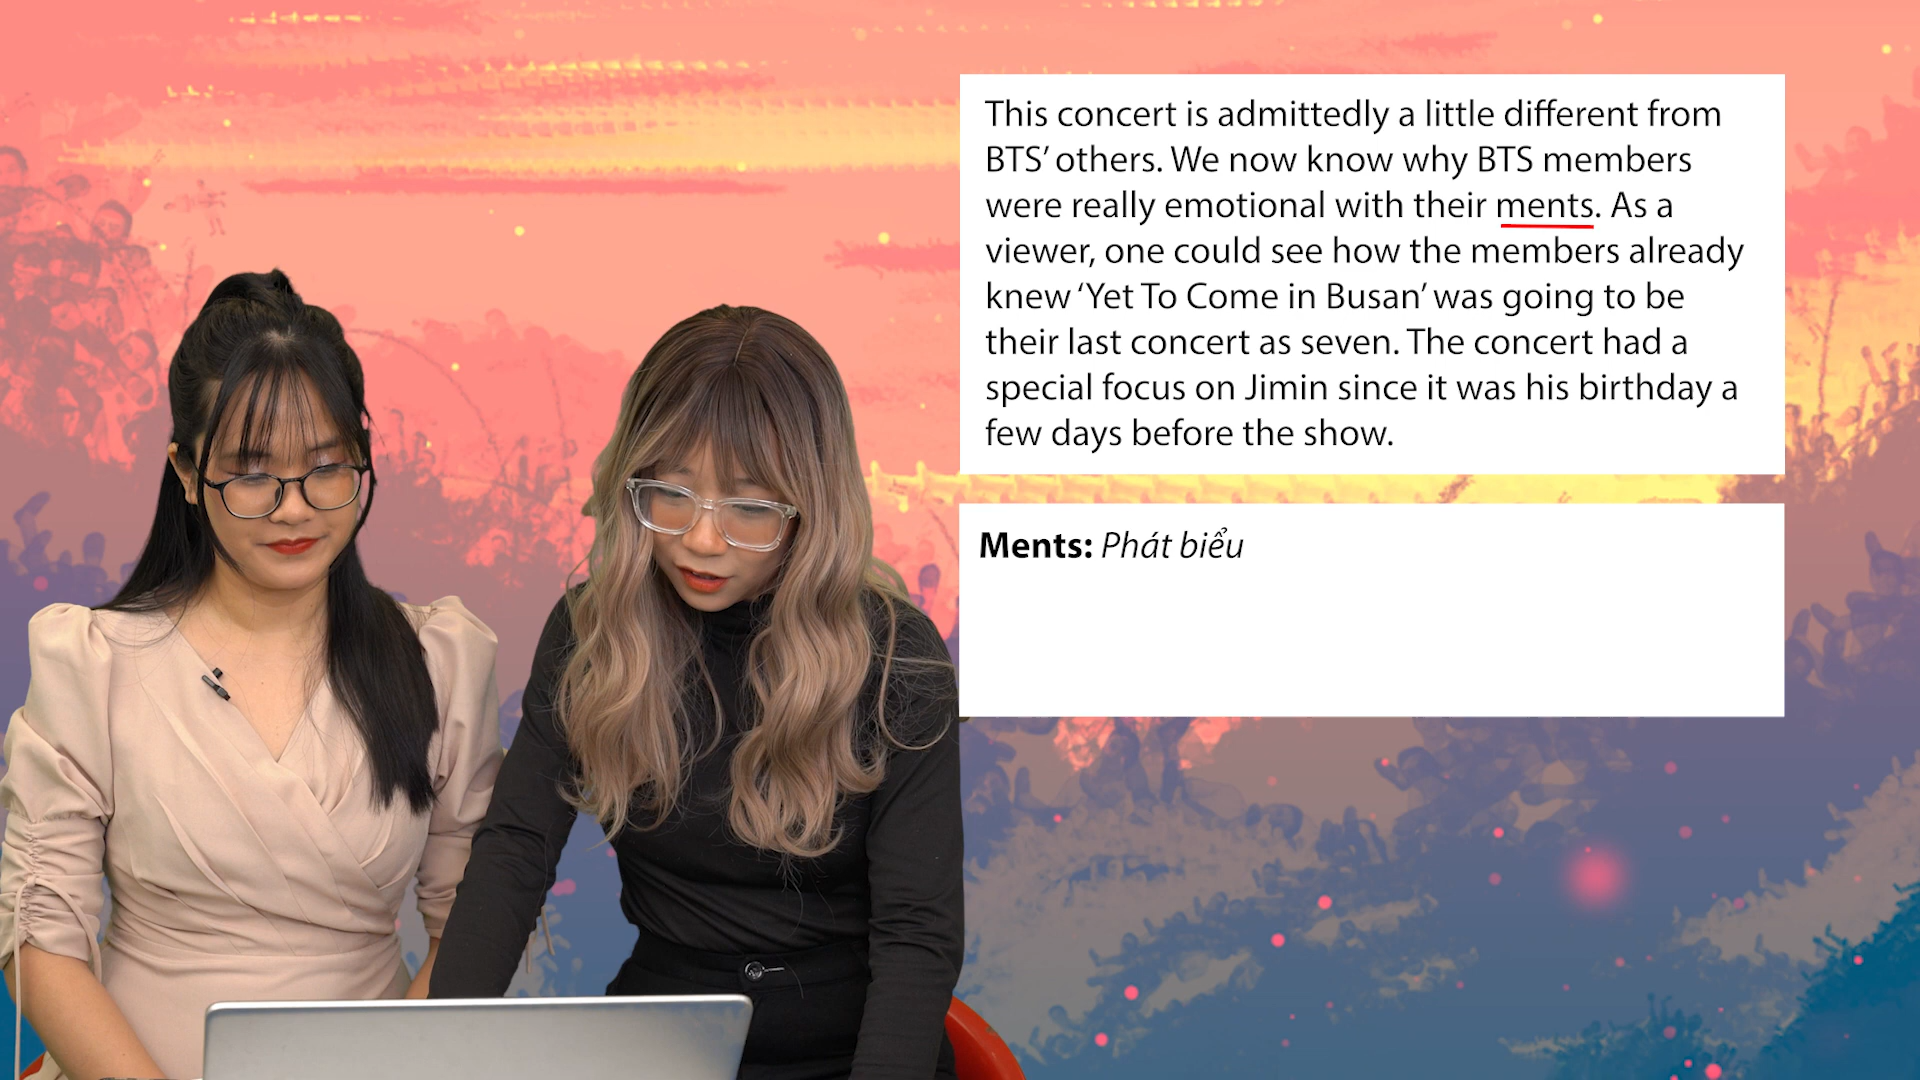 This concert is admittedly a little different from
BTS’ others. We now know why BTS members
were really emotional with their ments. As a
viewer, one could see how the members already
knew ‘Yet To Come in Busan’ was going to be
their last concert as seven. The concert had a
special focus on Jimin since it was his birthday a
few days before the show.
Ments: Phát biểu